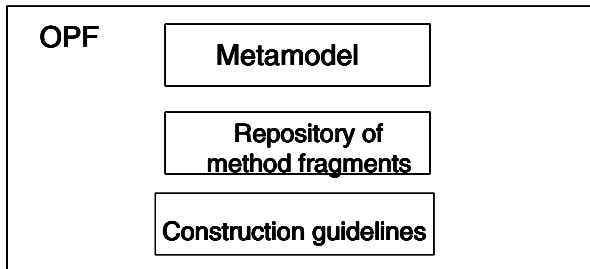 OPF
Metamodel
Repository of
method fragments
Construction guidelines